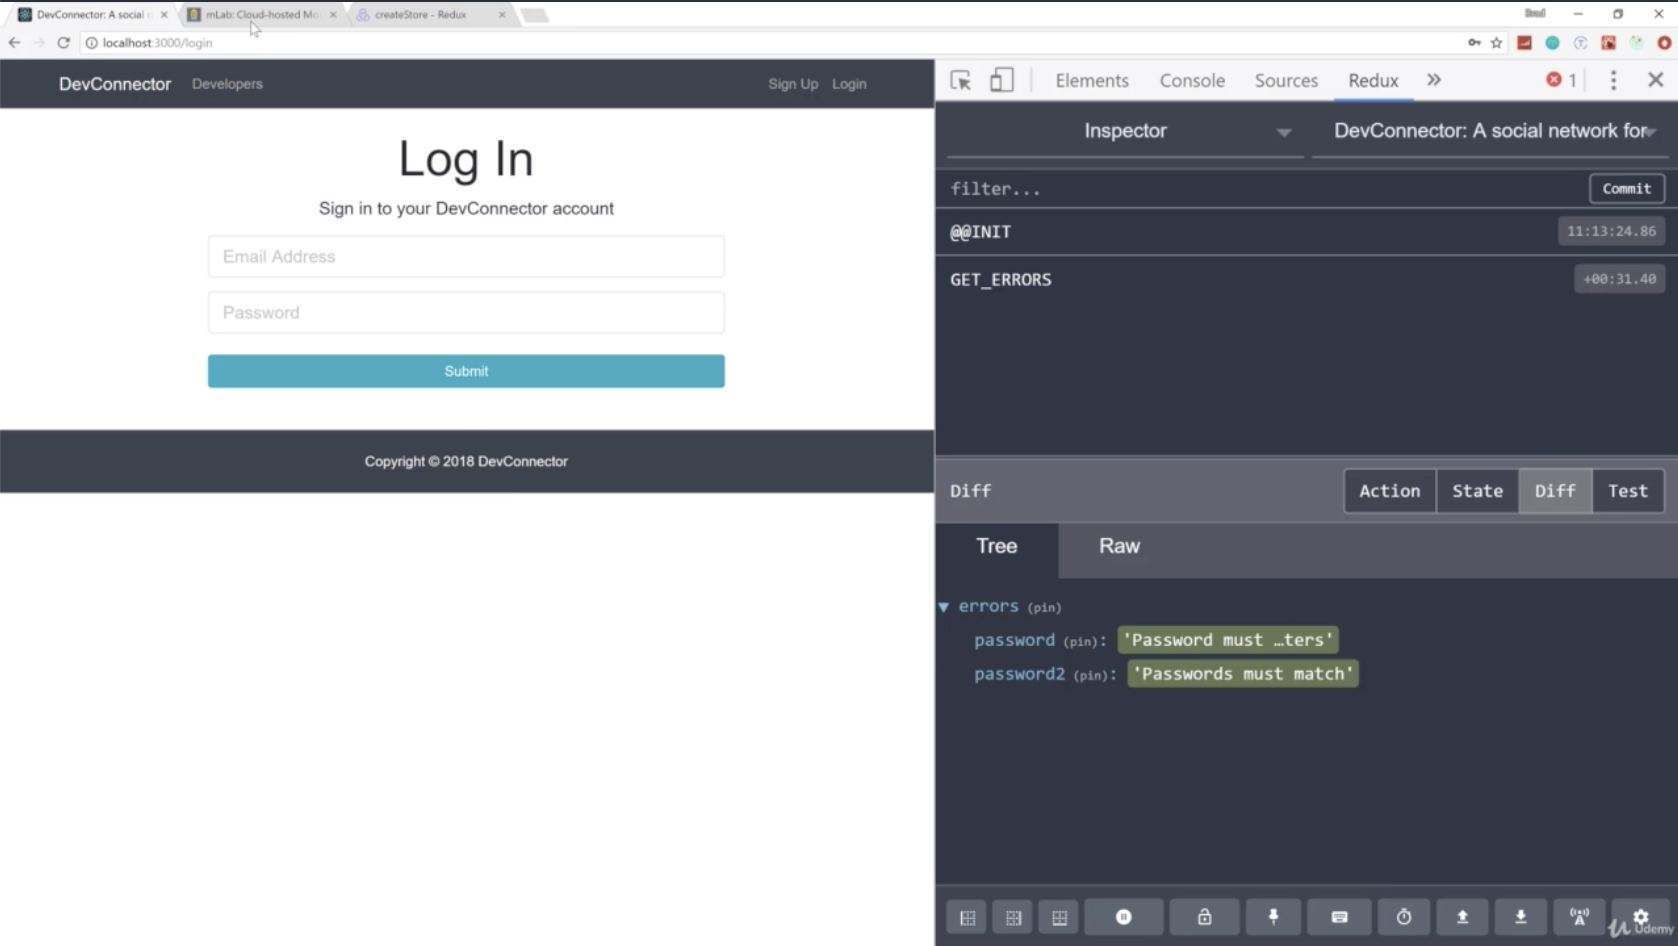 DevConnector: A social n
mLab: Cloud-hosted Mo
createStore - Redux
Brad
localhost:3000/login
DevConnector
Developers
Sign Up
Login
Log In
Sign in to your DevConnector account
Email Address
Password
Submit
Copyright © 2018 DevConnector
Elements
Console
Sources
Redux
1
Inspector
DevConnector: A social network for
filter...
Commit
@@INIT
11:13:24.86
GET_ERRORS
+00:31.40
Diff
Action
State
Diff
Test
Tree
Raw
errors (pin)
password (pin): 'Password must …ters'
password2 (pin): 'Passwords must match'
Udemy